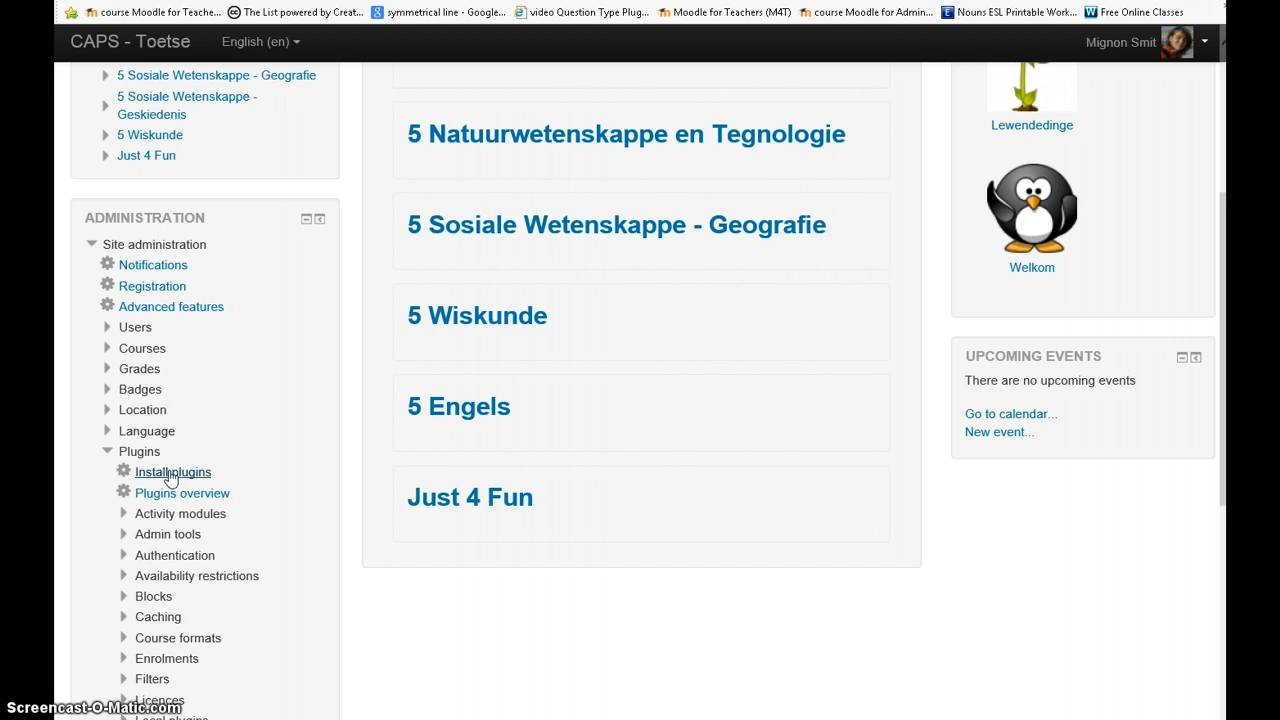 course Moodle for Teache...
The List powered by Creat...
symmetrical line - Google...
video Question Type Plug...
Moodle for Teachers (M4T)
course Moodle for Admin...
Nouns ESL Printable Work...
Free Online Classes
CAPS - Toetse
English (en)
Mignon Smit
5 Sosiale Wetenskappe - Geografie
5 Sosiale Wetenskappe -
Geskiedenis
5 Wiskunde
Just 4 Fun
ADMINISTRATION
Site administration
Notifications
Registration
Advanced features
Users
Courses
Grades
Badges
Location
Language
Plugins
Install plugins
Plugins overview
Activity modules
Admin tools
Authentication
Availability restrictions
Blocks
Caching
Course formats
Enrolments
Filters
Licences
Local plugins
5 Natuurwetenskappe en Tegnologie
5 Sosiale Wetenskappe - Geografie
5 Wiskunde
5 Engels
Just 4 Fun
Lewendedinge
Welkom
UPCOMING EVENTS
There are no upcoming events
Go to calendar...
New event...
Screencast-O-Matic.com